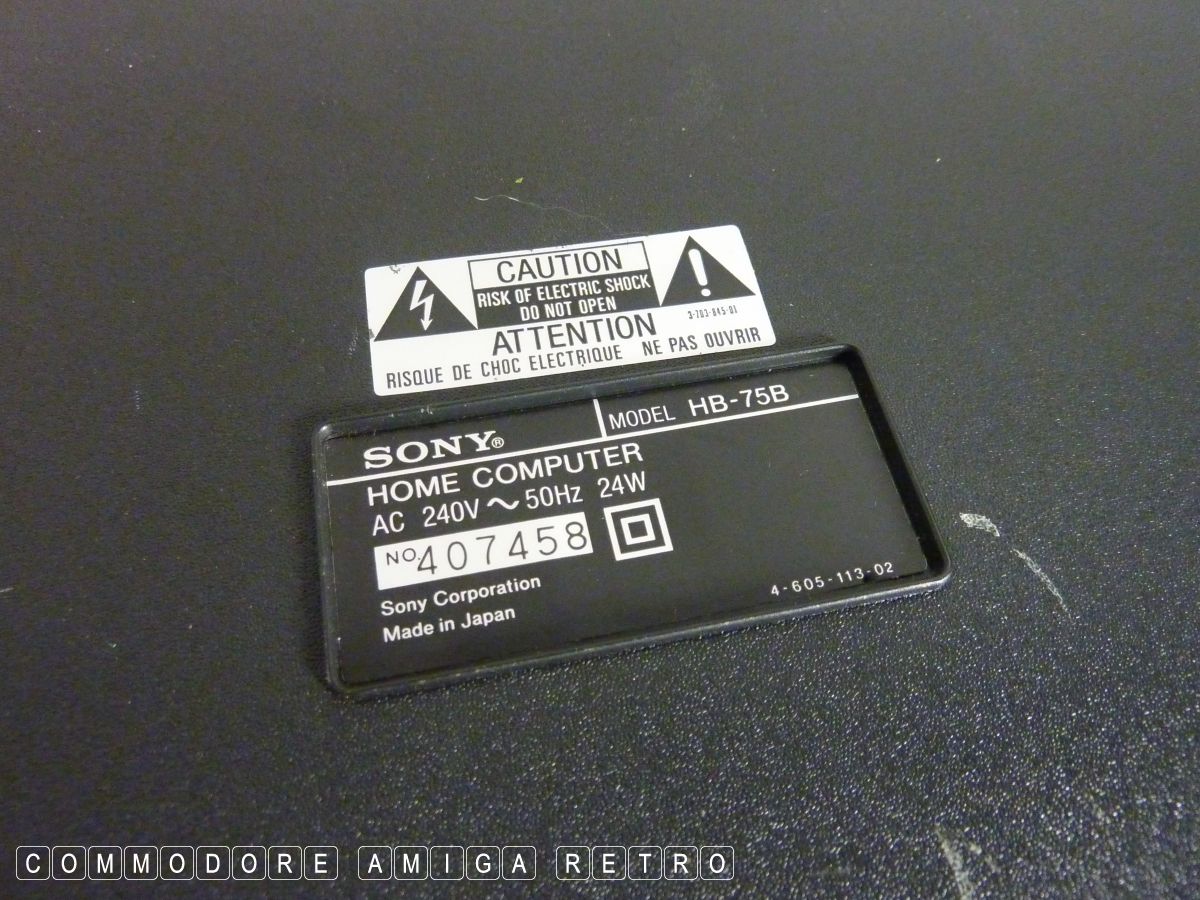 CAUTION
RISK OF ELECTRIC SHOCK
DO NOT OPEN
3-703-845-01
ATTENTION
RISQUE DE CHOC ELECTRIQUE NE PAS OUVRIR
SONY® MODEL HB-75B
HOME COMPUTER
AC 240V ~ 50Hz 24W
NO. 407458
Sony Corporation
Made in Japan
4-605-113-02
COMMODORE AMIGA RETRO